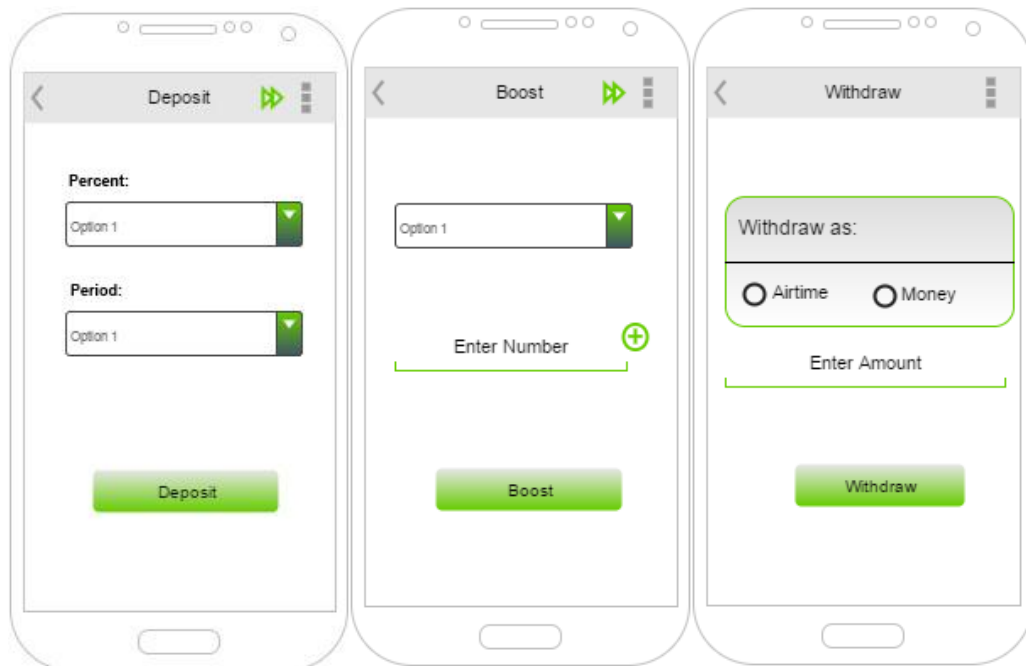 Deposit
Percent:
Option 1
Period:
Option 1
Deposit
Boost
Option 1
Enter Number
Boost
Withdraw
Withdraw as:
Airtime Money
Enter Amount
Withdraw